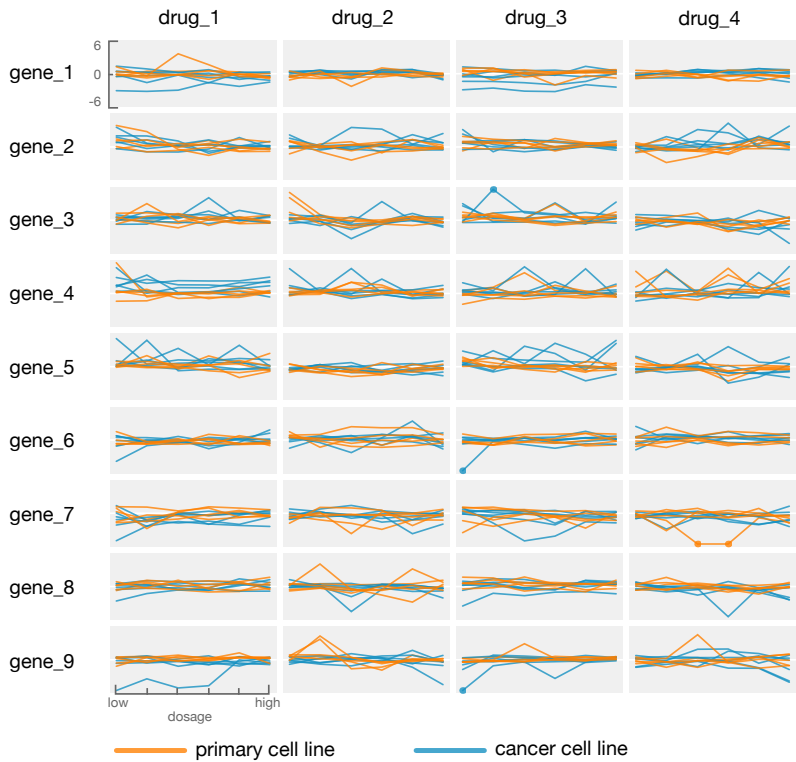 drug_1 drug_2 drug_3 drug_4
6
gene_1 0
-6
gene_2
gene_3
gene_4
gene_5
gene_6
gene_7
gene_8
gene_9
low high
dosage
primary cell line cancer cell line